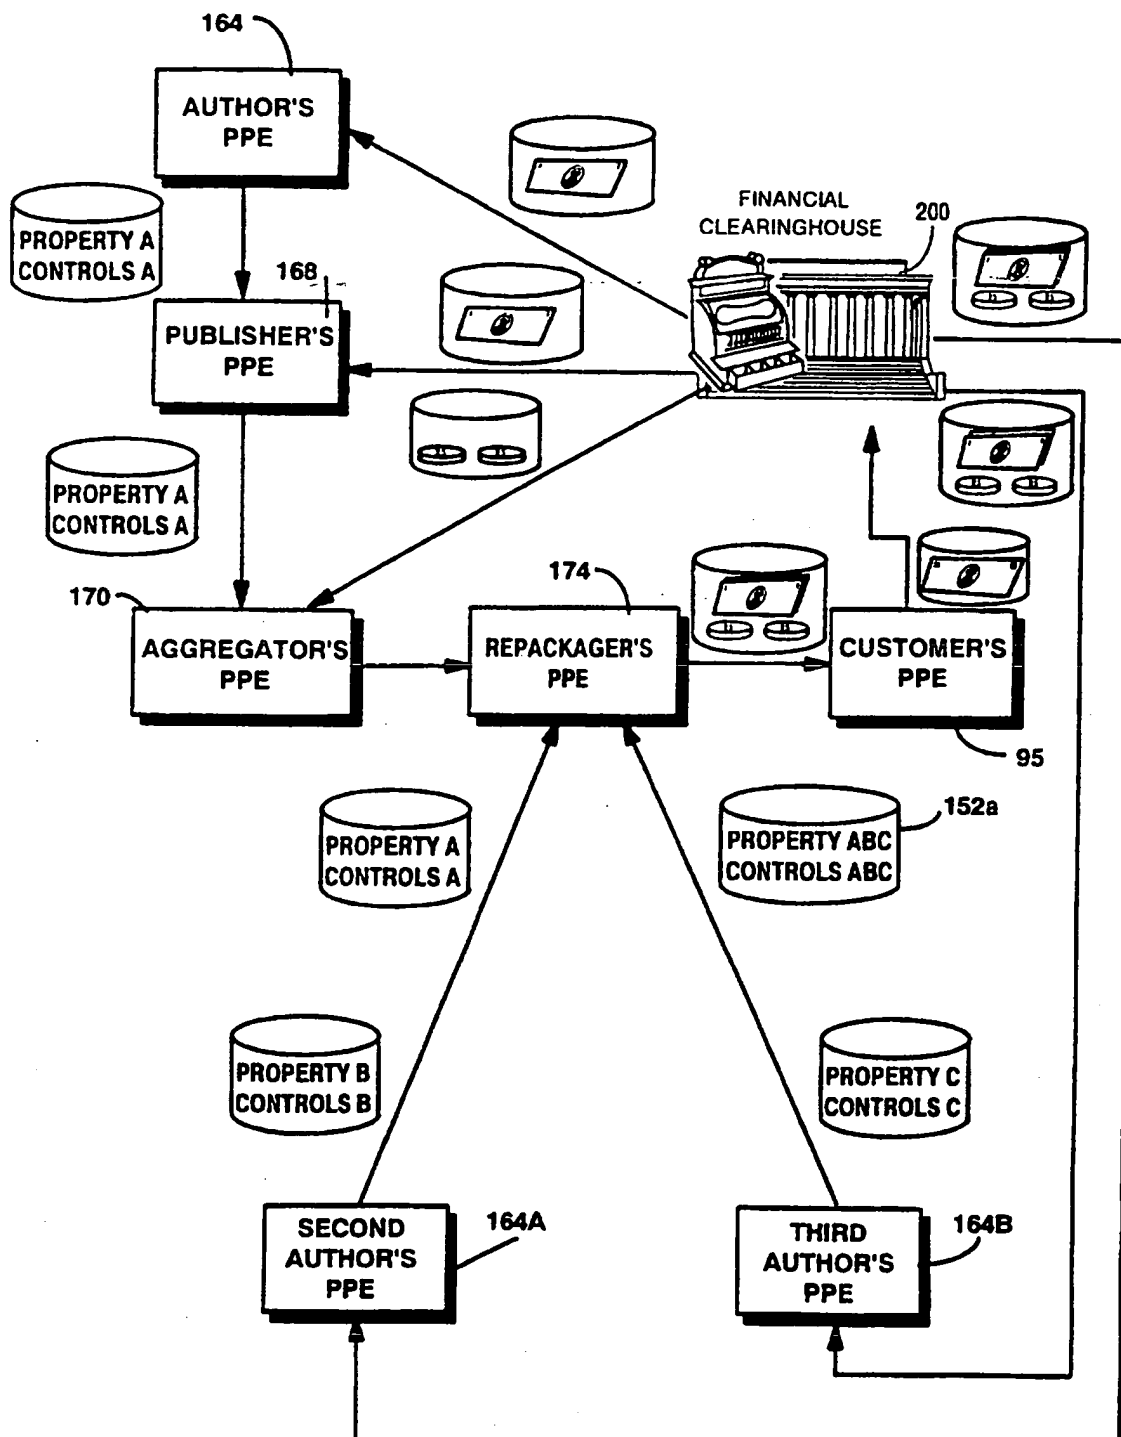 164
AUTHOR'S
PPE
PROPERTY A
CONTROLS A
FINANCIAL
CLEARINGHOUSE
200
168
PUBLISHER'S
PPE
PROPERTY A
CONTROLS A
170
AGGREGATOR'S
PPE
174
REPACKAGER'S
PPE
CUSTOMER'S
PPE
95
PROPERTY A
CONTROLS A
PROPERTY ABC
CONTROLS ABC
152a
PROPERTY B
CONTROLS B
PROPERTY C
CONTROLS C
SECOND
AUTHOR'S
PPE
164A
THIRD
AUTHOR'S
PPE
164B